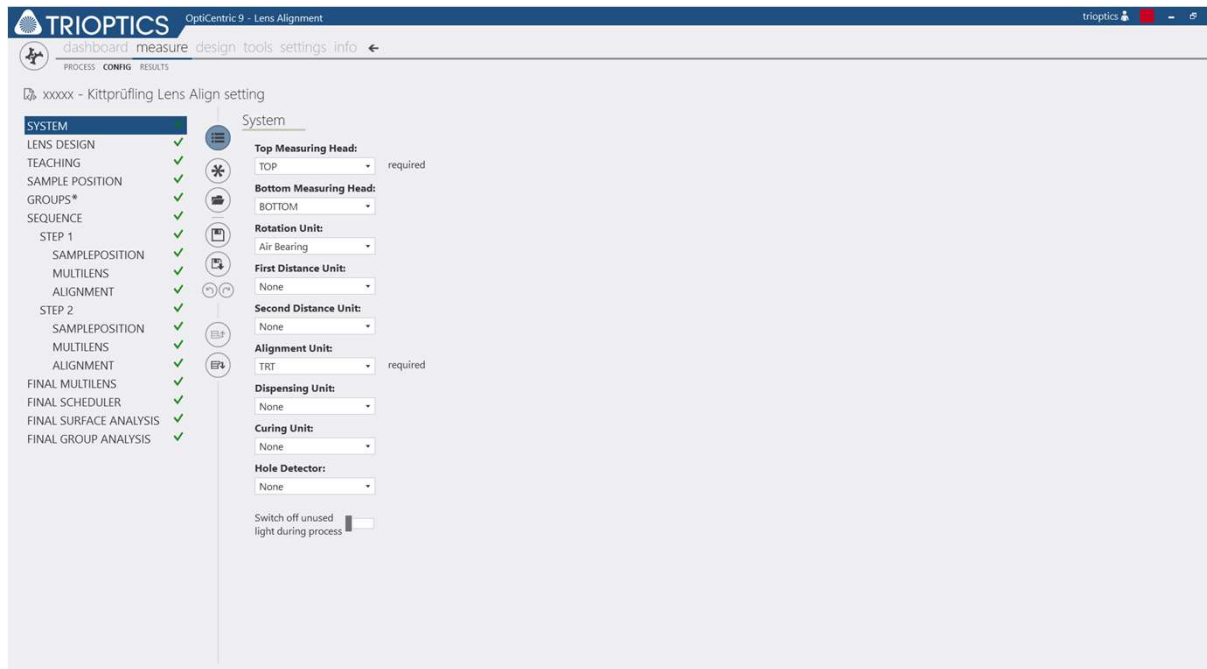 TRIOPTICS
OptiCentric 9 - Lens Alignment
trioptics
dashboard measure design tools settings info
PROCESS CONFIG RESULTS
xxxxx - Kittprüfling Lens Align setting
SYSTEM
LENS DESIGN
TEACHING
SAMPLE POSITION
GROUPS*
SEQUENCE
STEP 1
SAMPLEPOSITION
MULTILENS
ALIGNMENT
STEP 2
SAMPLEPOSITION
MULTILENS
ALIGNMENT
FINAL MULTILENS
FINAL SCHEDULER
FINAL SURFACE ANALYSIS
FINAL GROUP ANALYSIS
System
Top Measuring Head:
TOP required
Bottom Measuring Head:
BOTTOM
Rotation Unit:
Air Bearing
First Distance Unit:
None
Second Distance Unit:
None
Alignment Unit:
TRT required
Dispensing Unit:
None
Curing Unit:
None
Hole Detector:
None
Switch off unused
light during process